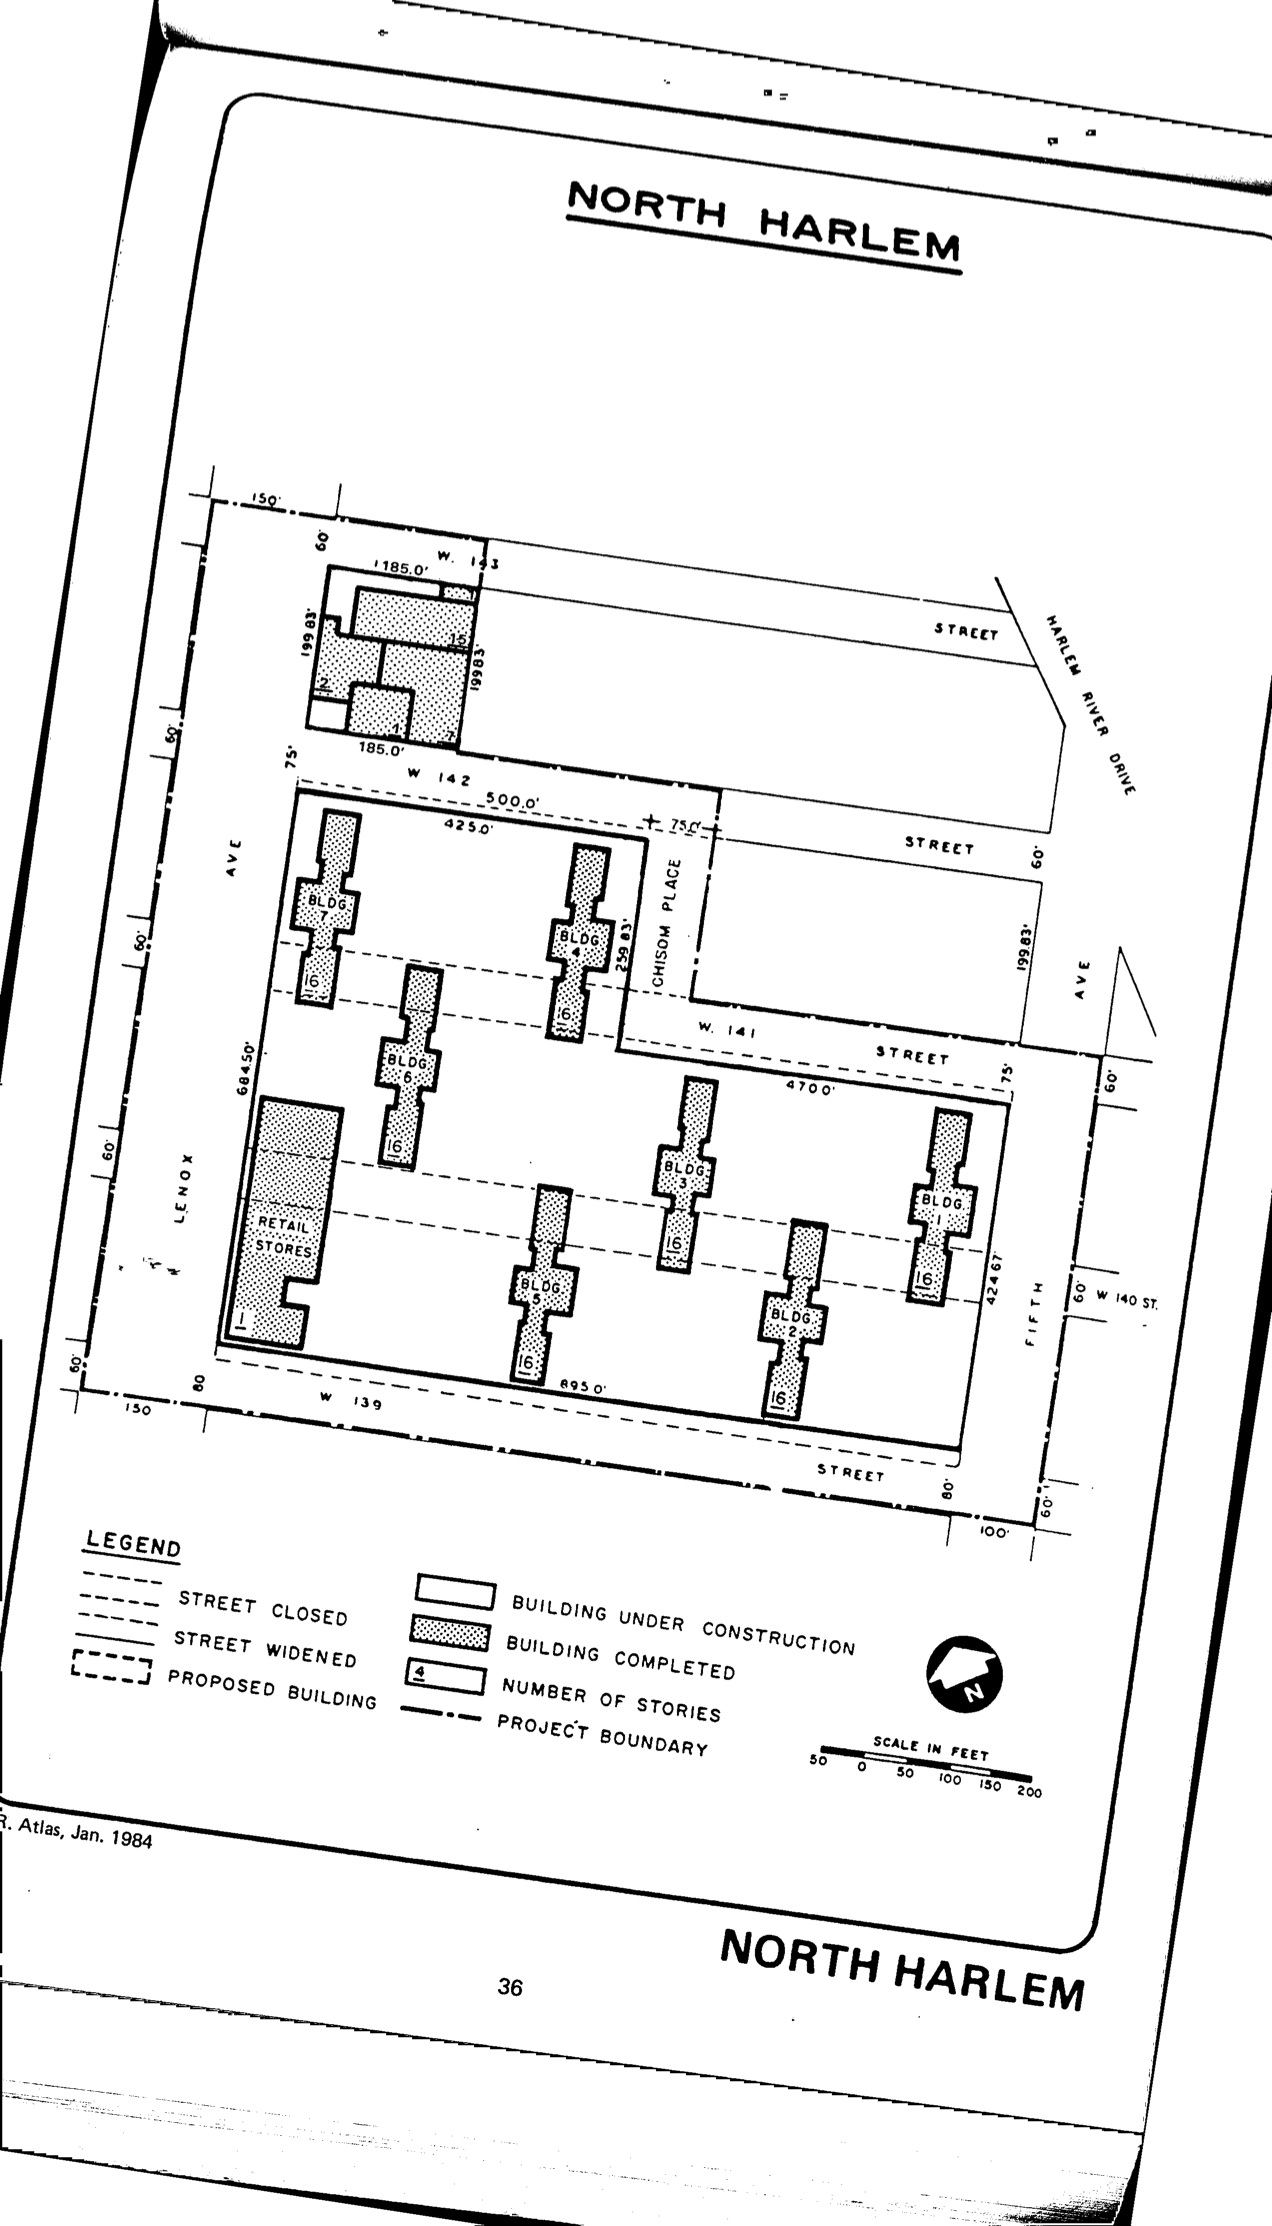 NORTH HARLEM
150'
60'
W. 143
185.0'
STREET
HARLEM RIVER DRIVE
199.83'
199.83'
15
2
1
7
185.0'
60'
75'
W 142
500.0'
425.0'
75.0'
STREET
60'
AVE
BLDG. 7
16
BLDG. 4
16
259.83'
CHISOM PLACE
199.83'
AVE
60'
W. 141
STREET
75'
60'
470.0'
684.50'
BLDG. 6
16
60'
LENOX
RETAIL
STORES
1
BLDG. 3
16
BLDG. 1
16
BLDG. 5
16
BLDG. 2
16
424.67'
FIFTH
60'
W 140 ST.
60'
150
80
W 139
895.0'
STREET
80'
100'
60'
LEGEND
STREET CLOSED
STREET WIDENED
PROPOSED BUILDING
BUILDING UNDER CONSTRUCTION
BUILDING COMPLETED
4
NUMBER OF STORIES
PROJECT BOUNDARY
N
SCALE IN FEET
50 0 50 100 150 200
R. Atlas, Jan. 1984
NORTH HARLEM
36